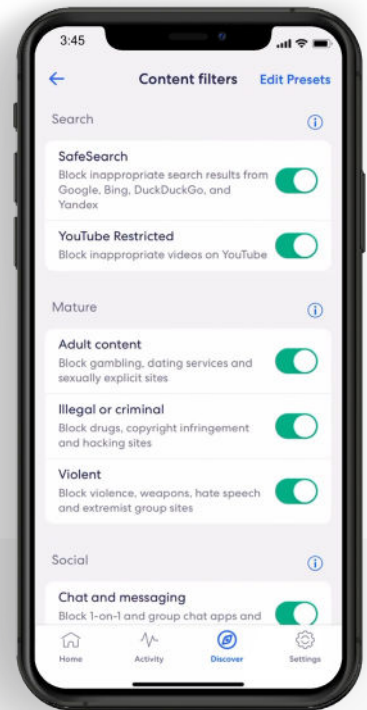 3:45
Content filters Edit Presets
Search
SafeSearch
Block inappropriate search results from
Google, Bing, DuckDuckGo, and
Yandex
YouTube Restricted
Block inappropriate videos on YouTube
Mature
Adult content
Block gambling, dating services and
sexually explicit sites
Illegal or criminal
Block drugs, copyright infringement
and hacking sites
Violent
Block violence, weapons, hate speech
and extremist group sites
Social
Chat and messaging
Block 1-on-1 and group chat apps and
Home Activity Discover Settings